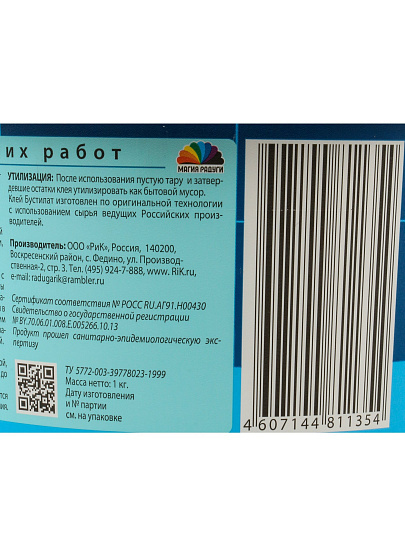 их работ
МАГИЯ РАДУГИ
УТИЛИЗАЦИЯ: После использования пустую тару и затвер-
девшие остатки клея утилизировать как бытовой мусор.
Клей Бустилат изготовлен по оригинальной технологии
с использованием сырья ведущих Российских произ-
водителей.
Производитель: ООО «РиК», Россия, 140200,
Воскресенский район, с. Федино, ул. Производ-
ственная-2, стр. 3. Тел. (495) 924-7-888, www. RiK.ru,
e-mail: radugarik@rambler.ru
Сертификат соответствия № РОСС RU.АГ91.Н00430
Свидетельство о государственной регистрации
№ BY.70.06.01.008.Е.005266.10.13
Продукт прошел санитарно-эпидемиологическую экс-
пертизу
ТУ 5772-003-39778023-1999
Масса нетто: 1 кг.
Дату изготовления
и № партии
см. на упаковке
4 607144 811354